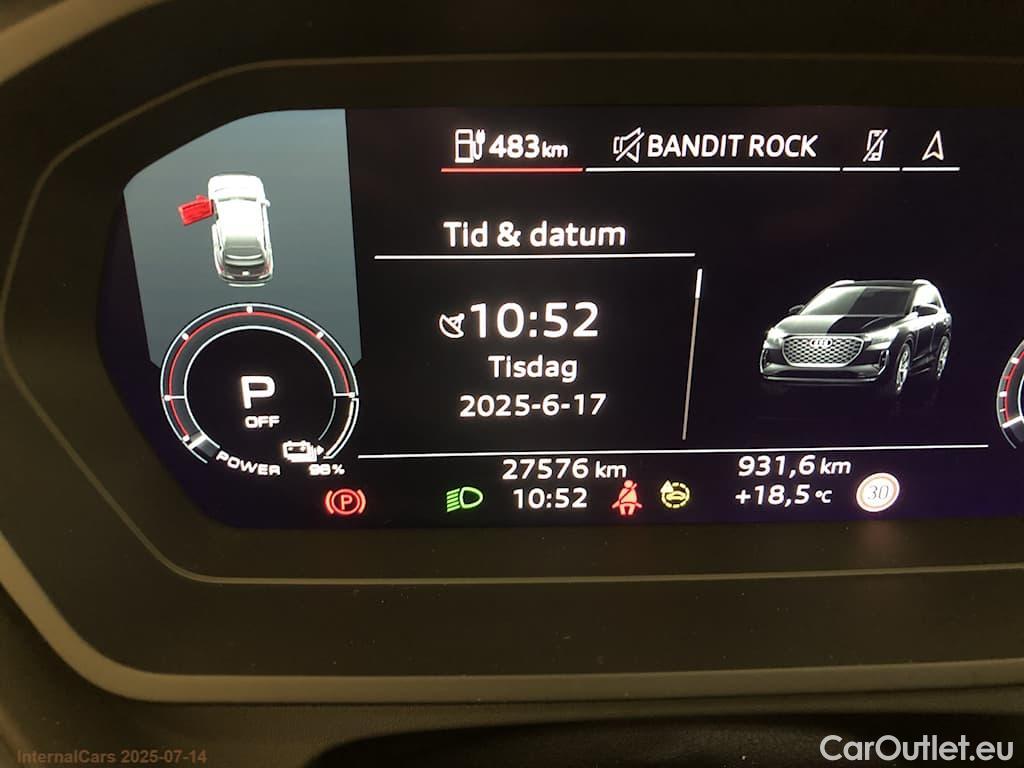 483km
BANDIT ROCK
Tid & datum
10:52
Tisdag
2025-6-17
P
OFF
POWER
98%
27576 km
931,6 km
P
10:52
+18,5 °C
30
InternalCars 2025-07-14
CarOutlet.eu